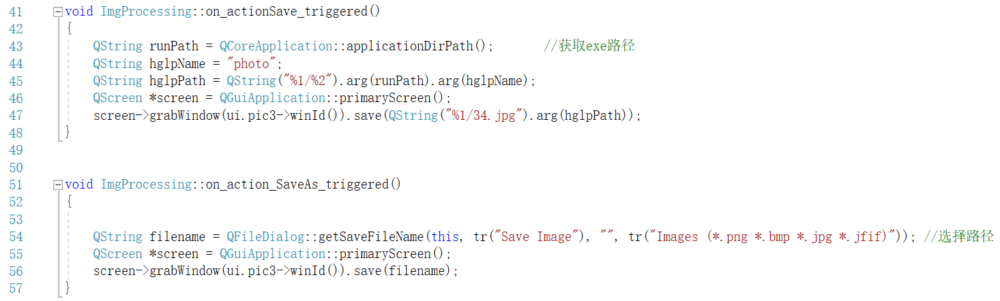 41 void ImgProcessing::on_actionSave_triggered()
42 {
43 QString runPath = QCoreApplication::applicationDirPath(); //获取exe路径
44 QString hglpName = "photo";
45 QString hglpPath = QString("%1/%2").arg(runPath).arg(hglpName);
46 QScreen *screen = QGuiApplication::primaryScreen();
47 screen->grabWindow(ui.pic3->winId()).save(QString("%1/34.jpg").arg(hglpPath));
48 }
49
50
51 void ImgProcessing::on_action_SaveAs_triggered()
52 {
53
54 QString filename = QFileDialog::getSaveFileName(this, tr("Save Image"), "", tr("Images (*.png *.bmp *.jpg *.jfif)")); //选择路径
55 QScreen *screen = QGuiApplication::primaryScreen();
56 screen->grabWindow(ui.pic3->winId()).save(filename);
57 }